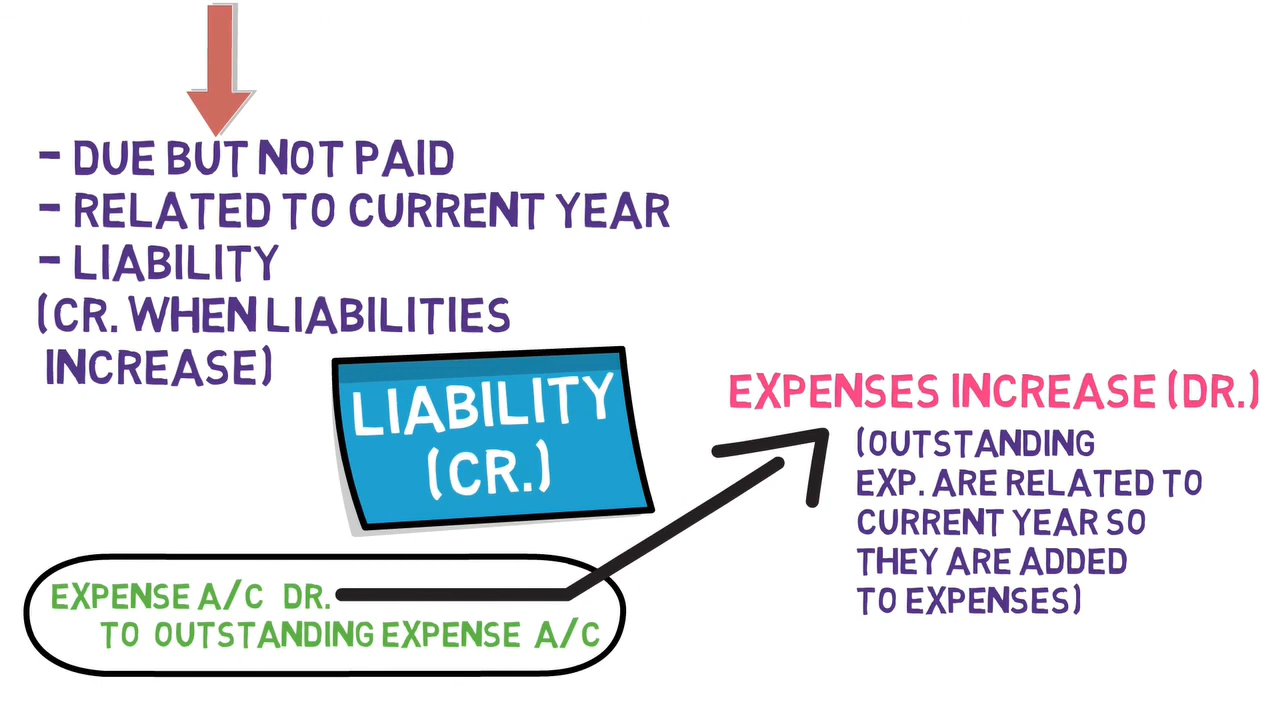 - DUE BUT NOT PAID
- RELATED TO CURRENT YEAR
- LIABILITY
(CR. WHEN LIABILITIES
INCREASE)
LIABILITY
(CR.)
EXPENSES INCREASE (DR.)
(OUTSTANDING
EXP. ARE RELATED TO
CURRENT YEAR SO
THEY ARE ADDED
TO EXPENSES)
EXPENSE A/C DR.
TO OUTSTANDING EXPENSE A/C